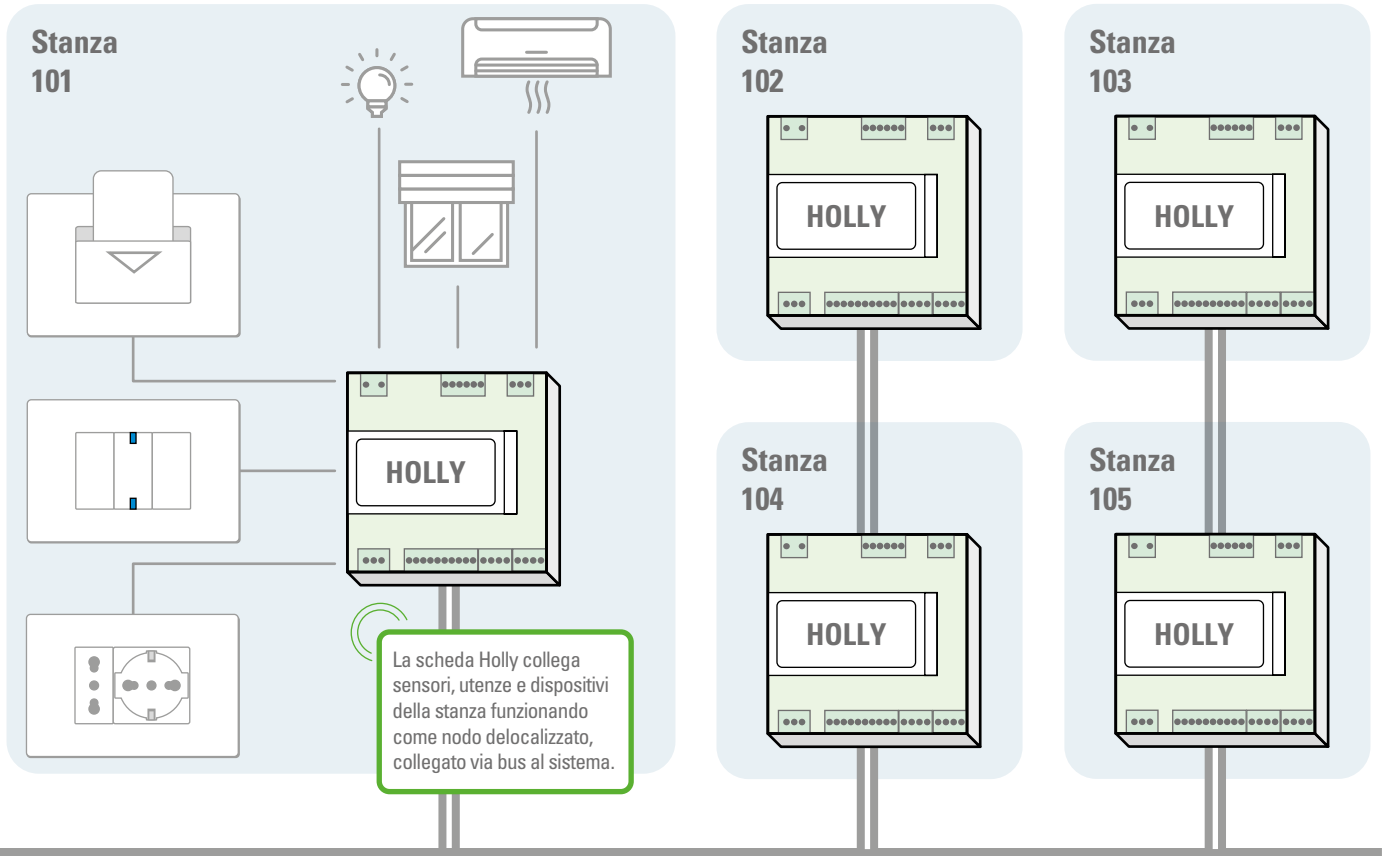 Stanza
101
HOLLY
La scheda Holly collega
sensori, utenze e dispositivi
della stanza funzionando
come nodo delocalizzato,
collegato via bus al sistema.
Stanza
102
HOLLY
Stanza
103
HOLLY
Stanza
104
HOLLY
Stanza
105
HOLLY